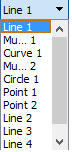 Line 1
Line 1
Mu... 1
Curve 1
Mu... 2
Circle 1
Point 1
Point 2
Line 2
Line 3
Line 4